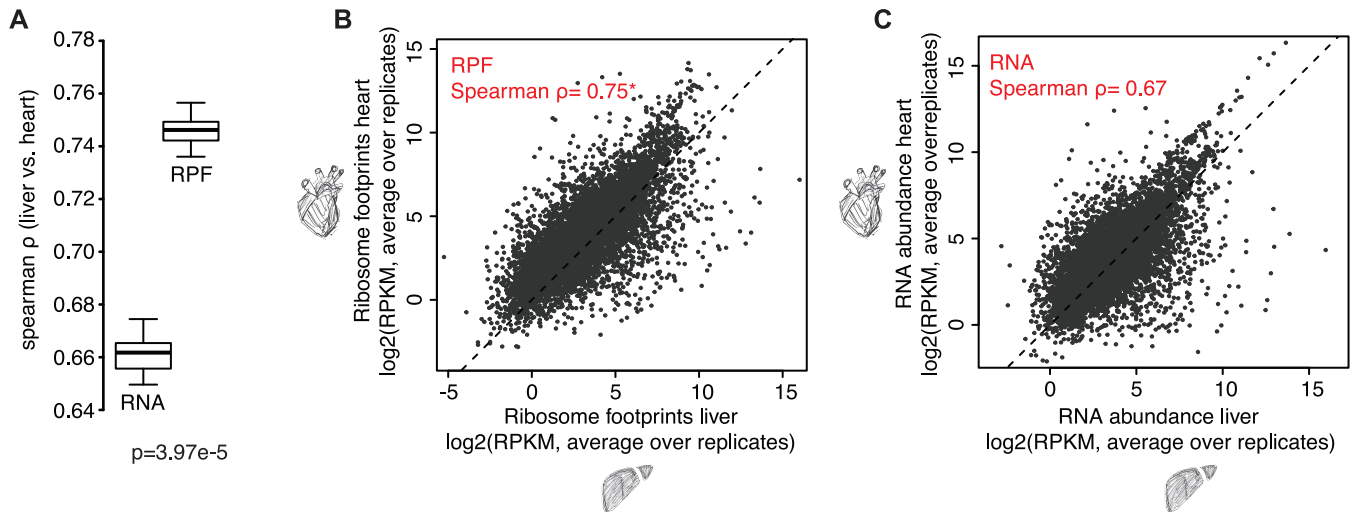 A
0.78
0.76
0.74
0.72
0.70
0.68
0.66
0.64
spearman ρ (liver vs. heart)
RPF
RNA
p=3.97e-5
B
Ribosome footprints heart
log2(RPKM, average over replicates)
15
10
5
0
RPF
Spearman ρ= 0.75*
-5 0 5 10 15
Ribosome footprints liver
log2(RPKM, average over replicates)
C
RNA abundance heart
log2(RPKM, average overreplicates)
15
10
5
0
RNA
Spearman ρ= 0.67
0 5 10 15
RNA abundance liver
log2(RPKM, average over replicates)